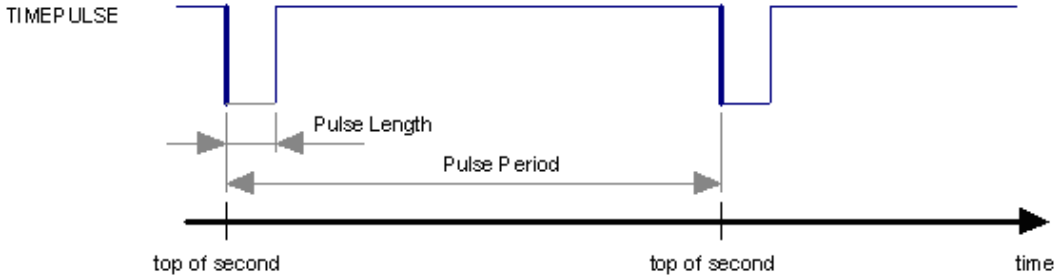 TIMEPULSE
Pulse Length
Pulse Period
top of second
top of second
time